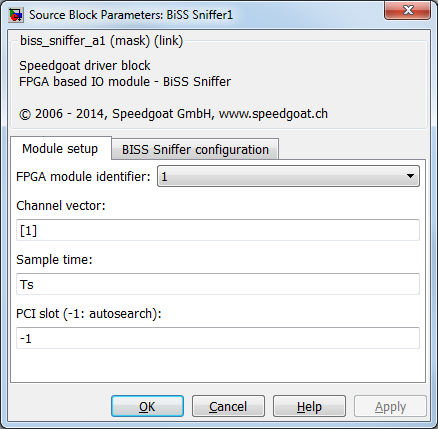 Source Block Parameters: BiSS Sniffer1
biss_sniffer_a1 (mask) (link)
Speedgoat driver block
FPGA based IO module - BiSS Sniffer
© 2006 - 2014, Speedgoat GmbH, www.speedgoat.ch
Module setup BISS Sniffer configuration
FPGA module identifier: 1
Channel vector:
[1]
Sample time:
Ts
PCI slot (-1: autosearch):
-1
OK Cancel Help Apply